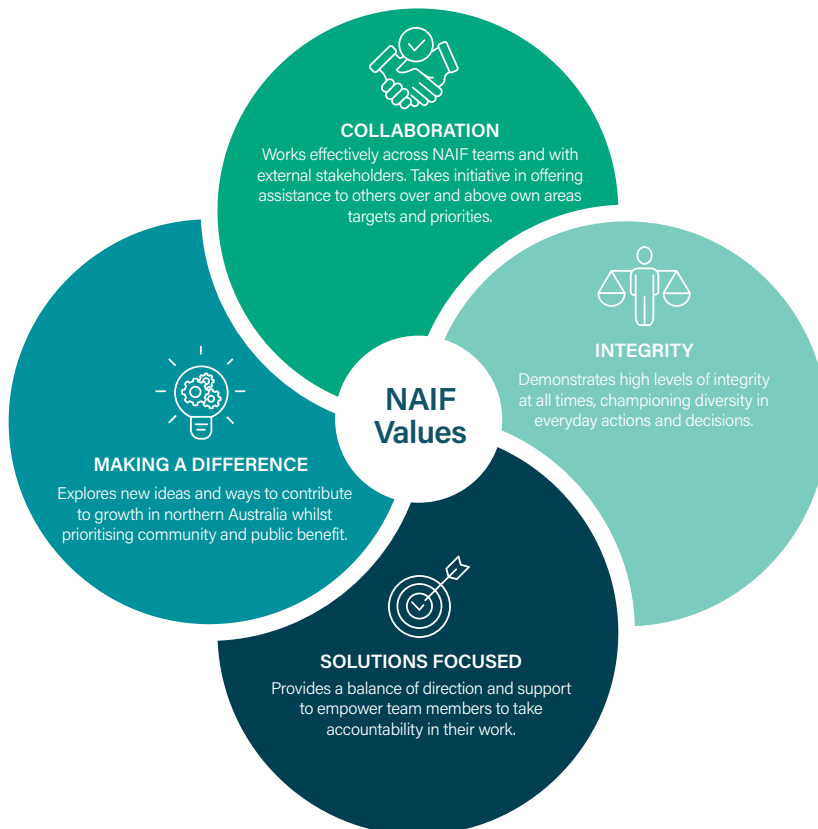 COLLABORATION
Works effectively across NAIF teams and with
external stakeholders. Takes initiative in offering
assistance to others over and above own areas
targets and priorities.
INTEGRITY
Demonstrates high levels of integrity
at all times, championing diversity in
everyday actions and decisions.
NAIF
Values
MAKING A DIFFERENCE
Explores new ideas and ways to contribute
to growth in northern Australia whilst
prioritising community and public benefit.
SOLUTIONS FOCUSED
Provides a balance of direction and support
to empower team members to take
accountability in their work.